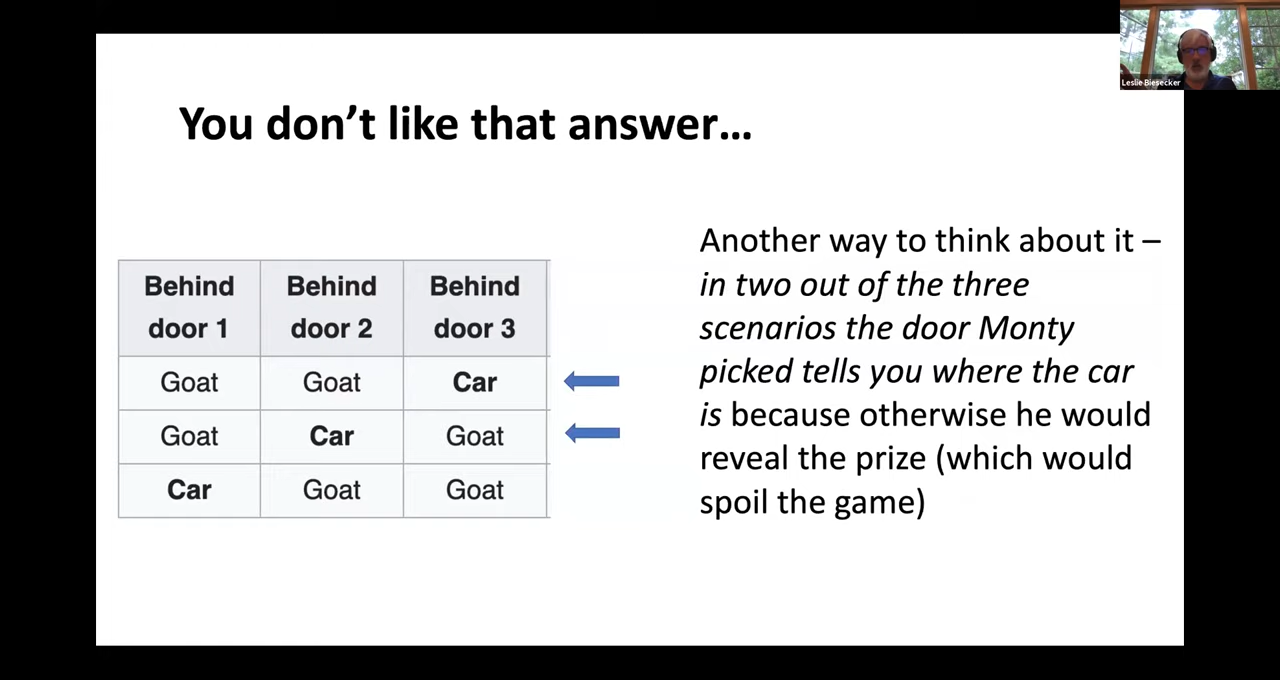 Leslie Biesecker
You don't like that answer...
Behind door 1 Behind door 2 Behind door 3
Goat Goat Car
Goat Car Goat
Car Goat Goat
Another way to think about it –
in two out of the three
scenarios the door Monty
picked tells you where the car
is because otherwise he would
reveal the prize (which would
spoil the game)